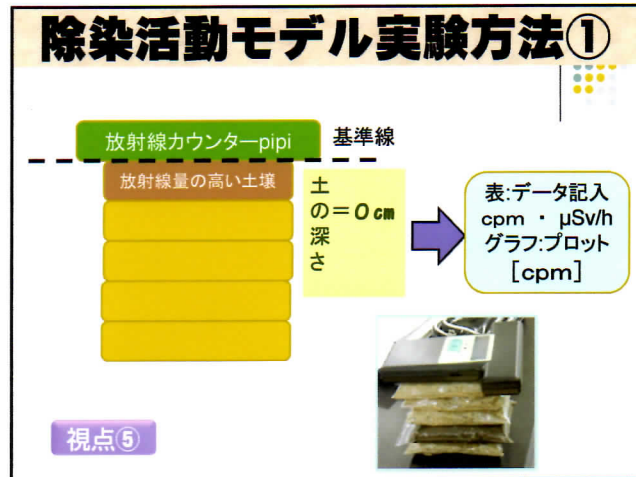 除染活動モデル実験方法①
放射線カウンターpipi
基準線
放射線量の高い土壌
土の深さ
=0cm
表:データ記入
cpm ・ μSv/h
グラフ:プロット
[cpm]
視点⑤